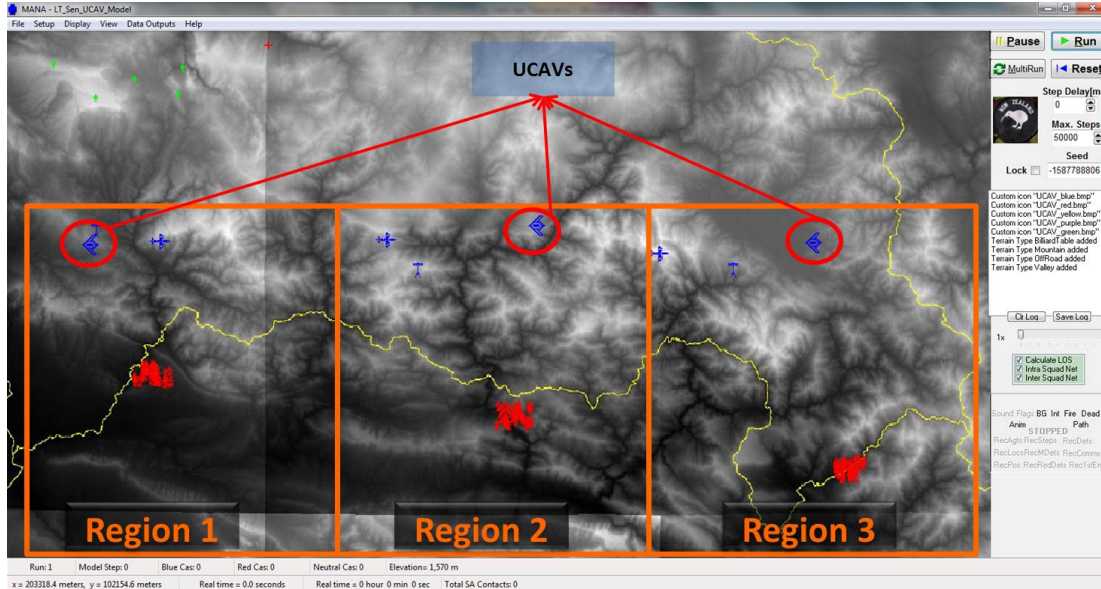 MANA - LT_Sen_UCAV_Model
File Setup Display View Data Outputs Help
UCAVs
Pause Run
MultiRun Reset
Step Delay[m
0
NEW ZEALAND
Max. Steps
50000
Seed
Lock -1587788806
Custom icon "UCAV_blue.bmp"
Custom icon "UCAV_red.bmp"
Custom icon "UCAV_yellow.bmp"
Custom icon "UCAV_purple.bmp"
Custom icon "UCAV_green.bmp"
Terrain Type BilliardTable added
Terrain Type Mountain added
Terrain Type OffRoad added
Terrain Type Valley added
Clr Log Save Log
1x
Calculate LOS
Intra Squad Net
Inter Squad Net
Sound Flags BG Int Fire Dead
Anim Path
STOPPED
RecAgts RecSteps RecDets
RecLocs RecMDets RecComms
RecPos RecRedDets Rec1stEn
Region 1 Region 2 Region 3
Run: 1 Model Step: 0 Blue Cas: 0 Red Cas: 0 Neutral Cas: 0 Elevation= 1,570 m
x = 203318.4 meters, y = 102154.6 meters Real time = 0.0 seconds Real time = 0 hour 0 min 0 sec Total SA Contacts: 0